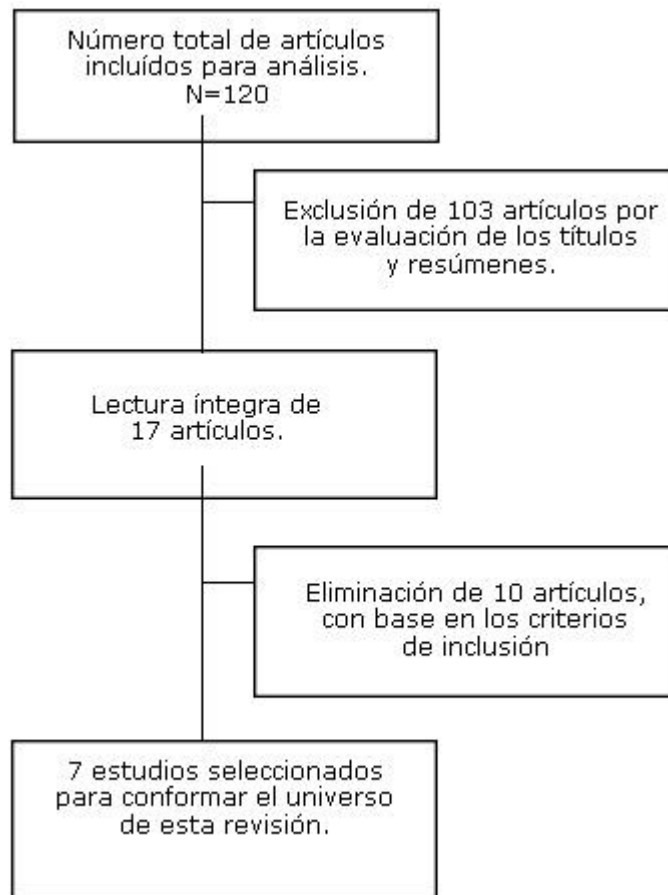 Número total de artículos
incluídos para análisis.
N=120
Exclusión de 103 artículos por
la evaluación de los títulos
y resúmenes.
Lectura íntegra de
17 artículos.
Eliminación de 10 artículos,
con base en los criterios
de inclusión
7 estudios seleccionados
para conformar el universo
de esta revisión.